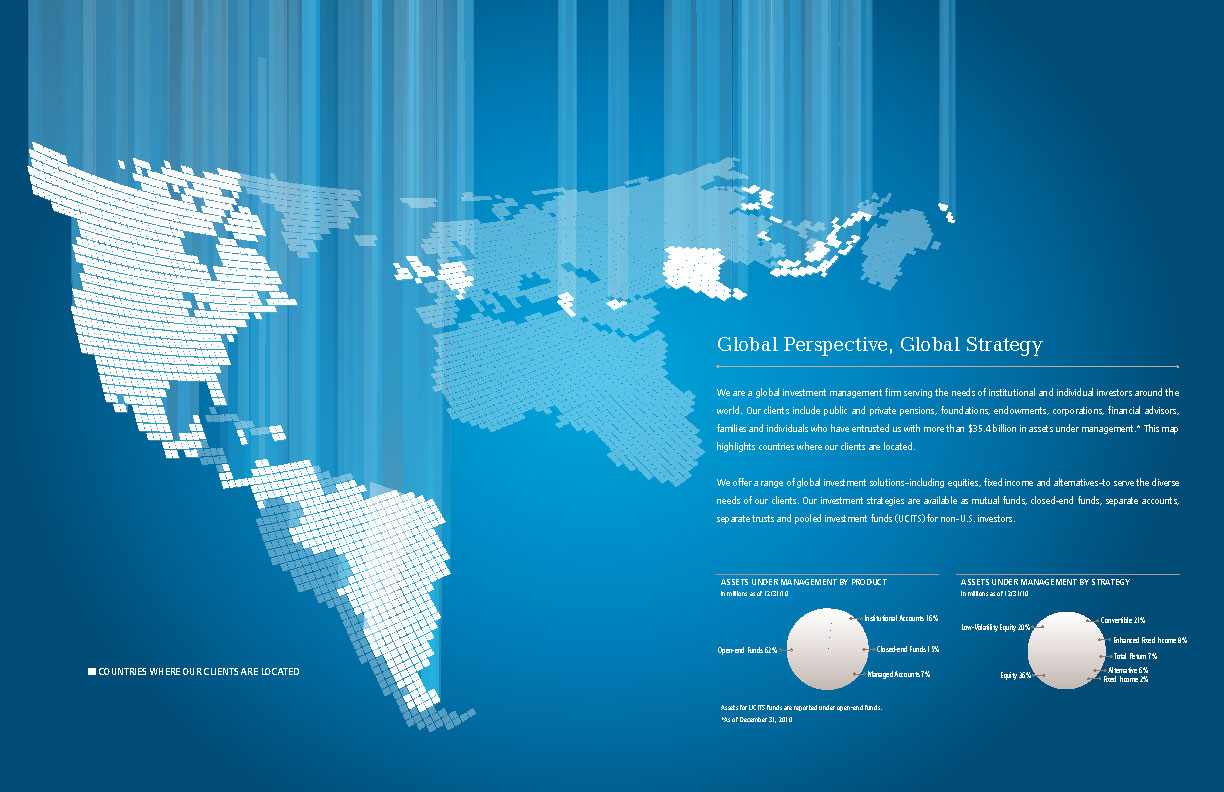 Global Perspective, Global Strategy
We are a global investment management firm serving the needs of institutional and individual investors around the
world. Our clients include public and private pensions, foundations, endowments, corporations, financial advisors,
families and individuals who have entrusted us with more than $35.4 billion in assets under management.* This map
highlights countries where our clients are located.
We offer a range of global investment solutions–including equities, fixed income and alternatives–to serve the diverse
needs of our clients. Our investment strategies are available as mutual funds, closed-end funds, separate accounts,
separate trusts and pooled investment funds (UCITS) for non-U.S. investors.
ASSETS UNDER MANAGEMENT BY PRODUCT
In millions as of 12/31/10
Institutional Accounts 16%
Open-end Funds 62%
Closed-end Funds 15%
Managed Accounts 7%
ASSETS UNDER MANAGEMENT BY STRATEGY
In millions as of 12/31/10
Convertible 21%
Low-Volatility Equity 20%
Enhanced Fixed Income 8%
Total Return 7%
Alternative 6%
Equity 36%
Fixed Income 2%
COUNTRIES WHERE OUR CLIENTS ARE LOCATED
Assets for UCITS funds are reported under open-end funds.
*As of December 31, 2010